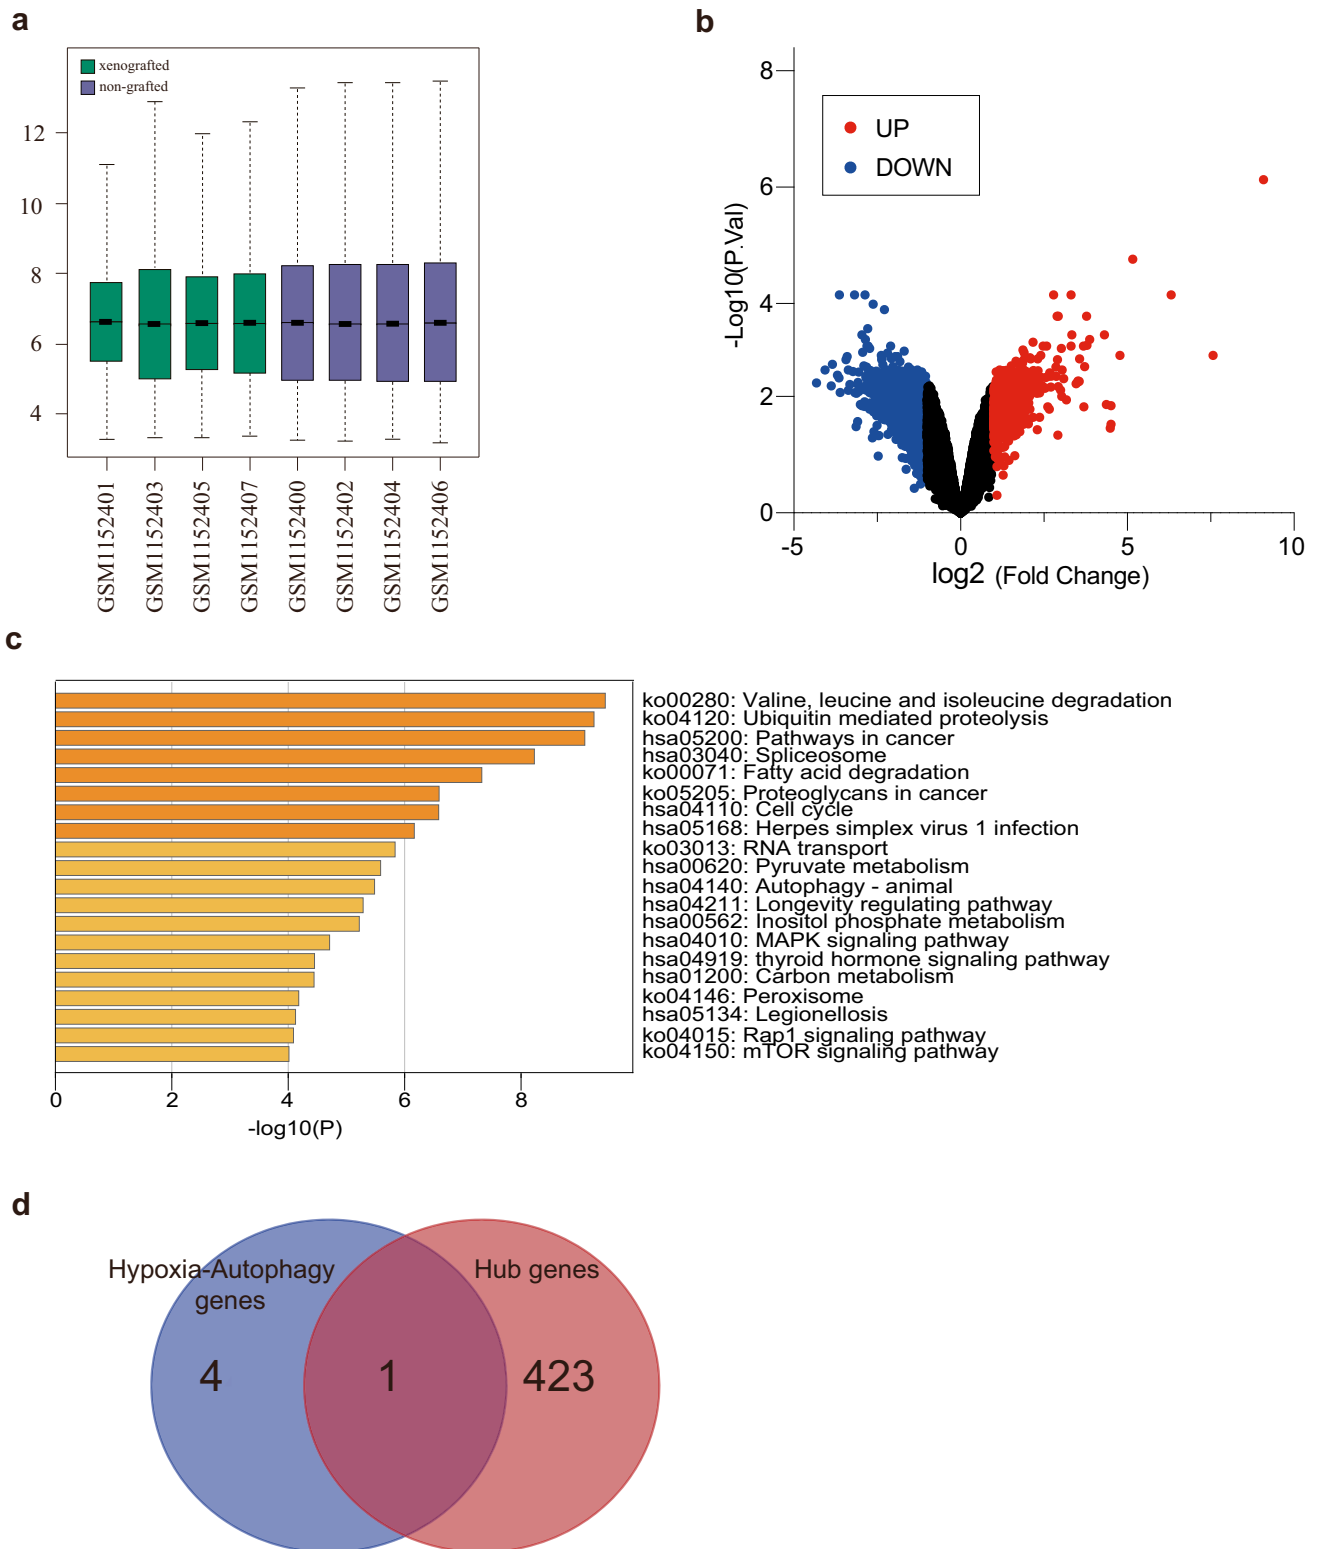 a
xenografted
non-grafted
12
10
8
6
4
GSM1152401
GSM1152403
GSM1152405
GSM1152407
GSM1152400
GSM1152402
GSM1152404
GSM1152406
b
8
6
4
2
0
-Log10(P.Val)
UP
DOWN
-5
0
5
10
log2 (Fold Change)
c
ko00280: Valine, leucine and isoleucine degradation
ko04120: Ubiquitin mediated proteolysis
hsa05200: Pathways in cancer
hsa03040: Spliceosome
ko00071: Fatty acid degradation
ko05205: Proteoglycans in cancer
hsa04110: Cell cycle
hsa05168: Herpes simplex virus 1 infection
ko03013: RNA transport
hsa00620: Pyruvate metabolism
hsa04140: Autophagy - animal
hsa04211: Longevity regulating pathway
hsa00562: Inositol phosphate metabolism
hsa04010: MAPK signaling pathway
hsa04919: thyroid hormone signaling pathway
hsa01200: Carbon metabolism
ko04146: Peroxisome
hsa05134: Legionellosis
ko04015: Rap1 signaling pathway
ko04150: mTOR signaling pathway
0
2
4
6
8
-log10(P)
d
Hypoxia-Autophagy
genes
Hub genes
4
1
423